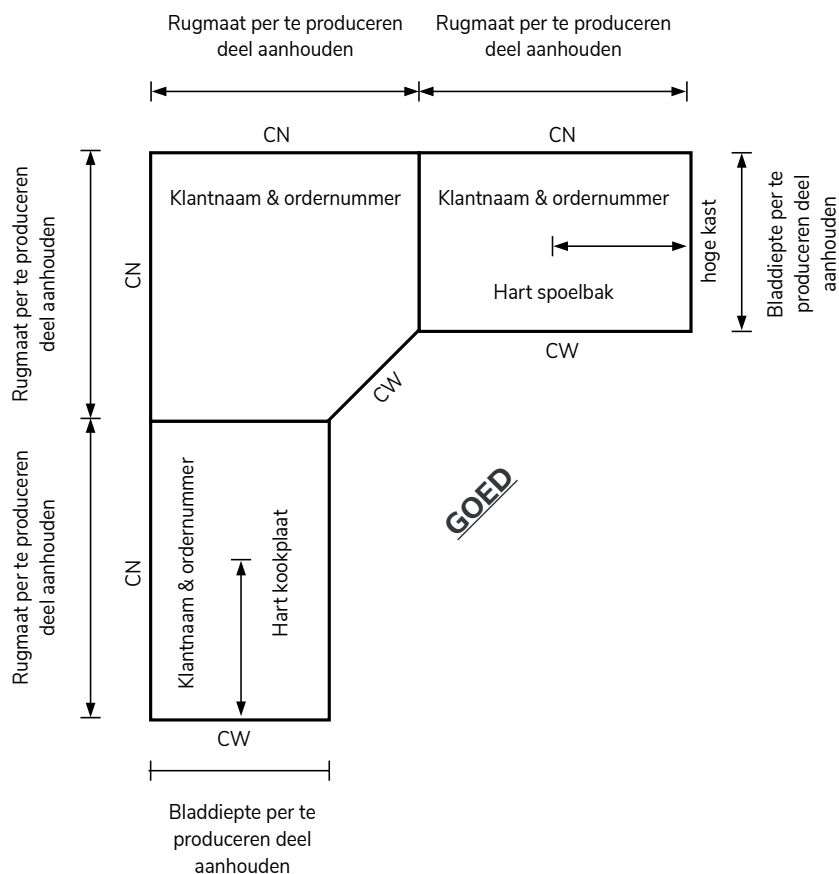 Rugmaat per te produceren
deel aanhouden
Rugmaat per te produceren
deel aanhouden
CN
CN
Rugmaat per te produceren
deel aanhouden
CN
Klantnaam & ordernummer
Klantnaam & ordernummer
Hart spoelbak
hoge kast
Bladdiepte per te
produceren deel
aanhouden
CW
CW
GOED
Rugmaat per te produceren
deel aanhouden
CN
Klantnaam & ordernummer
Hart kookplaat
CW
Bladdiepte per te
produceren deel
aanhouden